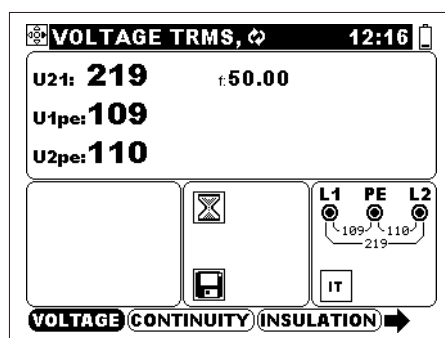 VOLTAGE TRMS, 12:16
U21: 219 f:50.00
U1pe:109
U2pe:110
L1 PE L2
109 110
219
IT
VOLTAGE CONTINUITY INSULATION